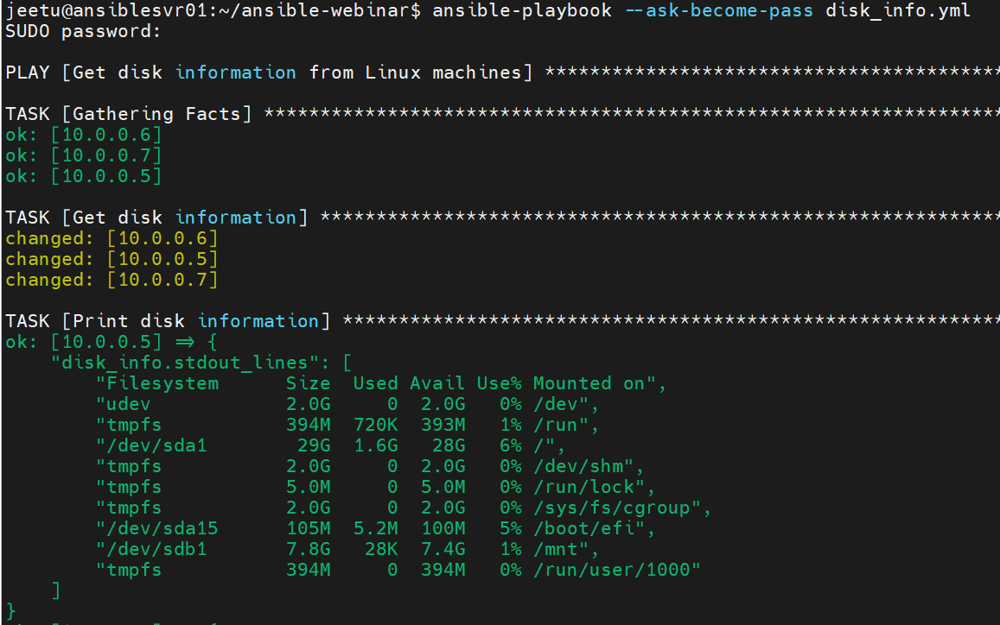 jeetu@ansiblesvr01:~/ansible-webinar$ ansible-playbook --ask-become-pass disk_info.yml
SUDO password:
PLAY [Get disk information from Linux machines] *****************************************
TASK [Gathering Facts] ******************************************************************
ok: [10.0.0.6]
ok: [10.0.0.7]
ok: [10.0.0.5]
TASK [Get disk information] *************************************************************
changed: [10.0.0.6]
changed: [10.0.0.5]
changed: [10.0.0.7]
TASK [Print disk information] ***********************************************************
ok: [10.0.0.5] => {
    "disk_info.stdout_lines": [
        "Filesystem      Size  Used Avail Use% Mounted on",
        "udev            2.0G     0  2.0G   0% /dev",
        "tmpfs           394M  720K  393M   1% /run",
        "/dev/sda1        29G  1.6G   28G   6% /",
        "tmpfs           2.0G     0  2.0G   0% /dev/shm",
        "tmpfs           5.0M     0  5.0M   0% /run/lock",
        "tmpfs           2.0G     0  2.0G   0% /sys/fs/cgroup",
        "/dev/sda15      105M  5.2M  100M   5% /boot/efi",
        "/dev/sdb1       7.8G   28K  7.4G   1% /mnt",
        "tmpfs           394M     0  394M   0% /run/user/1000"
    ]
}